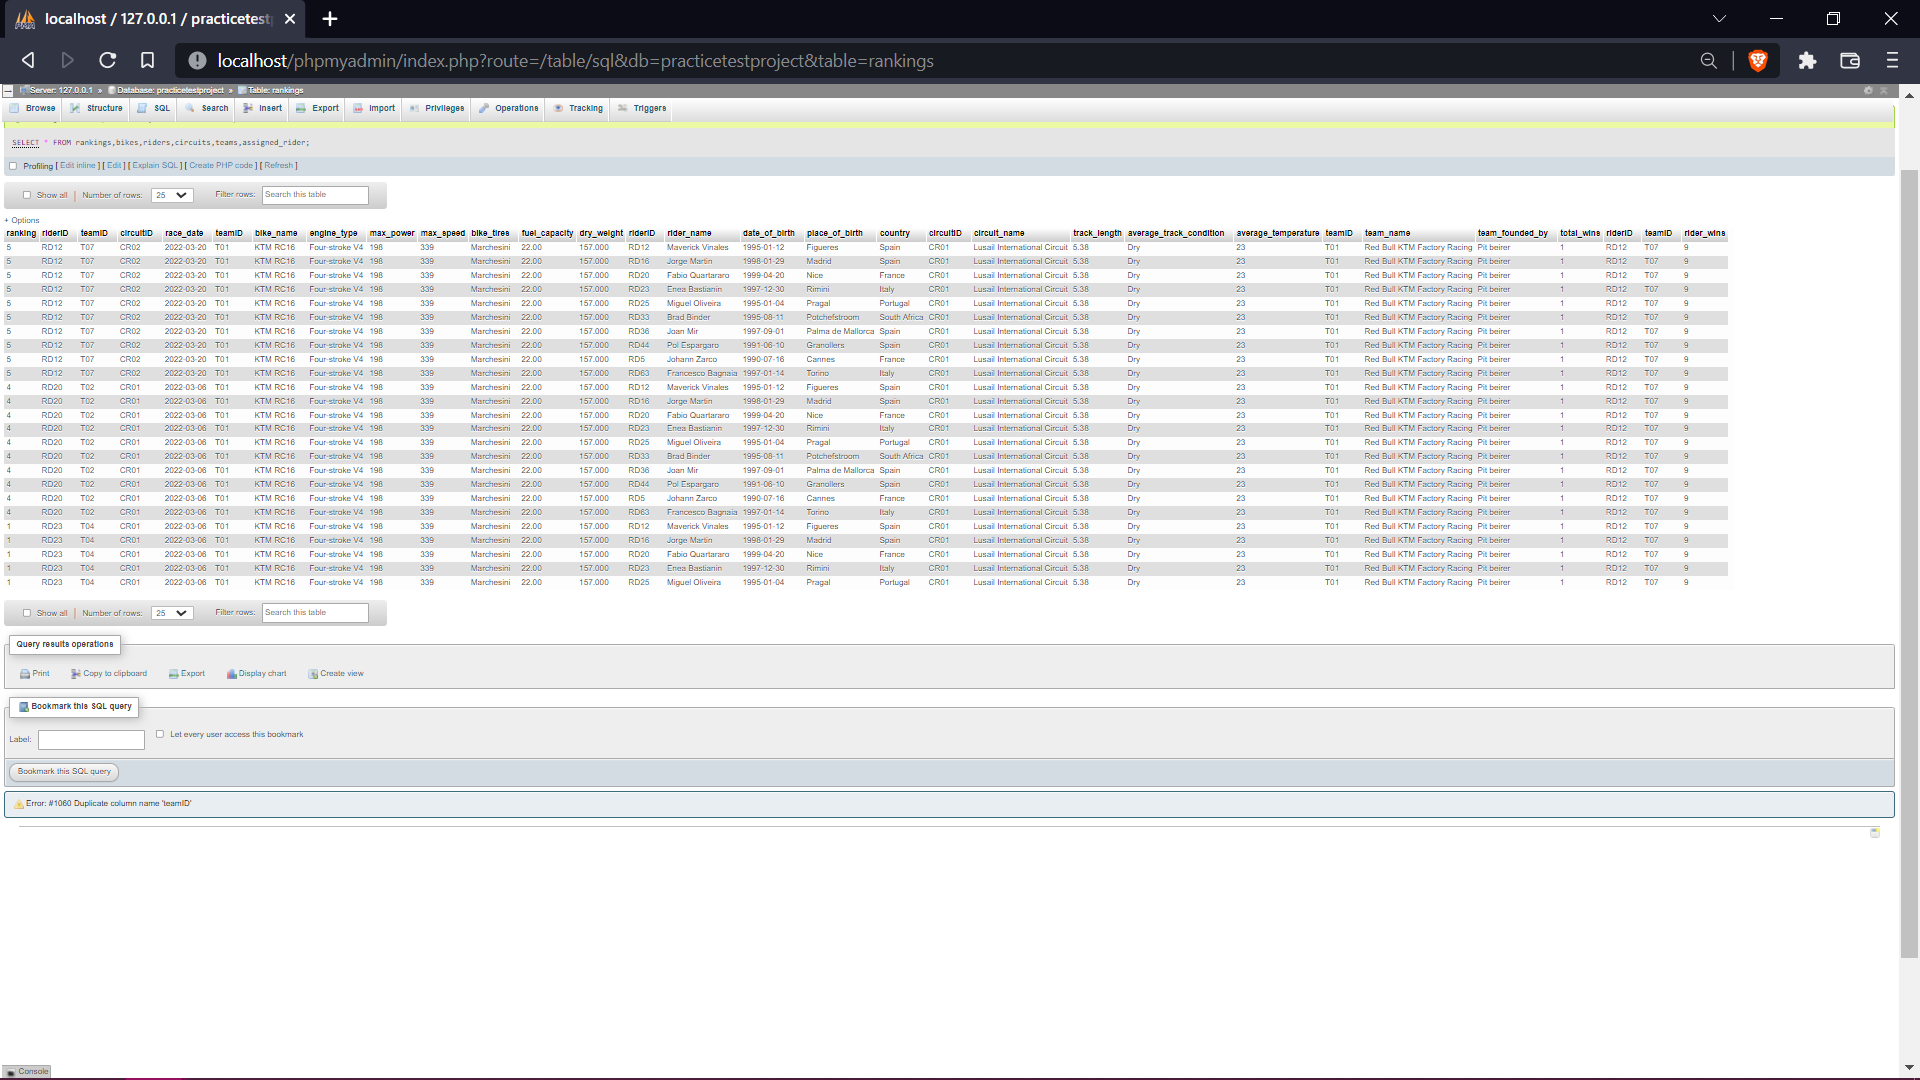 localhost / 127.0.0.1 / practicetest
localhost/phpmyadmin/index.php?route=/table/sql&db=practicetestproject&table=rankings
Server: 127.0.0.1 » Database: practicetestproject » Table: rankings
Browse Structure SQL Search Insert Export Import Privileges Operations Tracking Triggers
SELECT * FROM rankings,bikes,riders,circuits,teams,assigned_rider;
Profiling [ Edit inline ] [ Edit ] [ Explain SQL ] [ Create PHP code ] [ Refresh ]
Show all | Number of rows: 25 Filter rows: Search this table
+ Options
ranking riderID teamID circuitID race_date teamID bike_name engine_type max_power max_speed bike_tires fuel_capacity dry_weight riderID rider_name date_of_birth place_of_birth country circuitID circuit_name track_length average_track_condition average_temperature teamID team_name team_founded_by total_wins riderID teamID rider_wins
5 RD12 T07 CR02 2022-03-20 T01 KTM RC16 Four-stroke V4 198 339 Marchesini 22.00 157.000 RD12 Maverick Vinales 1995-01-12 Figueres Spain CR01 Lusail International Circuit 5.38 Dry 23 T01 Red Bull KTM Factory Racing Pit beirer 1 RD12 T07 9
5 RD12 T07 CR02 2022-03-20 T01 KTM RC16 Four-stroke V4 198 339 Marchesini 22.00 157.000 RD16 Jorge Martin 1998-01-29 Madrid Spain CR01 Lusail International Circuit 5.38 Dry 23 T01 Red Bull KTM Factory Racing Pit beirer 1 RD12 T07 9
5 RD12 T07 CR02 2022-03-20 T01 KTM RC16 Four-stroke V4 198 339 Marchesini 22.00 157.000 RD20 Fabio Quartararo 1999-04-20 Nice France CR01 Lusail International Circuit 5.38 Dry 23 T01 Red Bull KTM Factory Racing Pit beirer 1 RD12 T07 9
5 RD12 T07 CR02 2022-03-20 T01 KTM RC16 Four-stroke V4 198 339 Marchesini 22.00 157.000 RD23 Enea Bastianin 1997-12-30 Rimini Italy CR01 Lusail International Circuit 5.38 Dry 23 T01 Red Bull KTM Factory Racing Pit beirer 1 RD12 T07 9
5 RD12 T07 CR02 2022-03-20 T01 KTM RC16 Four-stroke V4 198 339 Marchesini 22.00 157.000 RD25 Miguel Oliveira 1995-01-04 Pragal Portugal CR01 Lusail International Circuit 5.38 Dry 23 T01 Red Bull KTM Factory Racing Pit beirer 1 RD12 T07 9
5 RD12 T07 CR02 2022-03-20 T01 KTM RC16 Four-stroke V4 198 339 Marchesini 22.00 157.000 RD33 Brad Binder 1995-08-11 Potchefstroom South Africa CR01 Lusail International Circuit 5.38 Dry 23 T01 Red Bull KTM Factory Racing Pit beirer 1 RD12 T07 9
5 RD12 T07 CR02 2022-03-20 T01 KTM RC16 Four-stroke V4 198 339 Marchesini 22.00 157.000 RD36 Joan Mir 1997-09-01 Palma de Mallorca Spain CR01 Lusail International Circuit 5.38 Dry 23 T01 Red Bull KTM Factory Racing Pit beirer 1 RD12 T07 9
5 RD12 T07 CR02 2022-03-20 T01 KTM RC16 Four-stroke V4 198 339 Marchesini 22.00 157.000 RD44 Pol Espargaro 1991-06-10 Granollers Spain CR01 Lusail International Circuit 5.38 Dry 23 T01 Red Bull KTM Factory Racing Pit beirer 1 RD12 T07 9
5 RD12 T07 CR02 2022-03-20 T01 KTM RC16 Four-stroke V4 198 339 Marchesini 22.00 157.000 RD5 Johann Zarco 1990-07-16 Cannes France CR01 Lusail International Circuit 5.38 Dry 23 T01 Red Bull KTM Factory Racing Pit beirer 1 RD12 T07 9
5 RD12 T07 CR02 2022-03-20 T01 KTM RC16 Four-stroke V4 198 339 Marchesini 22.00 157.000 RD63 Francesco Bagnaia 1997-01-14 Torino Italy CR01 Lusail International Circuit 5.38 Dry 23 T01 Red Bull KTM Factory Racing Pit beirer 1 RD12 T07 9
4 RD20 T02 CR01 2022-03-06 T01 KTM RC16 Four-stroke V4 198 339 Marchesini 22.00 157.000 RD12 Maverick Vinales 1995-01-12 Figueres Spain CR01 Lusail International Circuit 5.38 Dry 23 T01 Red Bull KTM Factory Racing Pit beirer 1 RD12 T07 9
4 RD20 T02 CR01 2022-03-06 T01 KTM RC16 Four-stroke V4 198 339 Marchesini 22.00 157.000 RD16 Jorge Martin 1998-01-29 Madrid Spain CR01 Lusail International Circuit 5.38 Dry 23 T01 Red Bull KTM Factory Racing Pit beirer 1 RD12 T07 9
4 RD20 T02 CR01 2022-03-06 T01 KTM RC16 Four-stroke V4 198 339 Marchesini 22.00 157.000 RD20 Fabio Quartararo 1999-04-20 Nice France CR01 Lusail International Circuit 5.38 Dry 23 T01 Red Bull KTM Factory Racing Pit beirer 1 RD12 T07 9
4 RD20 T02 CR01 2022-03-06 T01 KTM RC16 Four-stroke V4 198 339 Marchesini 22.00 157.000 RD23 Enea Bastianin 1997-12-30 Rimini Italy CR01 Lusail International Circuit 5.38 Dry 23 T01 Red Bull KTM Factory Racing Pit beirer 1 RD12 T07 9
4 RD20 T02 CR01 2022-03-06 T01 KTM RC16 Four-stroke V4 198 339 Marchesini 22.00 157.000 RD25 Miguel Oliveira 1995-01-04 Pragal Portugal CR01 Lusail International Circuit 5.38 Dry 23 T01 Red Bull KTM Factory Racing Pit beirer 1 RD12 T07 9
4 RD20 T02 CR01 2022-03-06 T01 KTM RC16 Four-stroke V4 198 339 Marchesini 22.00 157.000 RD33 Brad Binder 1995-08-11 Potchefstroom South Africa CR01 Lusail International Circuit 5.38 Dry 23 T01 Red Bull KTM Factory Racing Pit beirer 1 RD12 T07 9
4 RD20 T02 CR01 2022-03-06 T01 KTM RC16 Four-stroke V4 198 339 Marchesini 22.00 157.000 RD36 Joan Mir 1997-09-01 Palma de Mallorca Spain CR01 Lusail International Circuit 5.38 Dry 23 T01 Red Bull KTM Factory Racing Pit beirer 1 RD12 T07 9
4 RD20 T02 CR01 2022-03-06 T01 KTM RC16 Four-stroke V4 198 339 Marchesini 22.00 157.000 RD44 Pol Espargaro 1991-06-10 Granollers Spain CR01 Lusail International Circuit 5.38 Dry 23 T01 Red Bull KTM Factory Racing Pit beirer 1 RD12 T07 9
4 RD20 T02 CR01 2022-03-06 T01 KTM RC16 Four-stroke V4 198 339 Marchesini 22.00 157.000 RD5 Johann Zarco 1990-07-16 Cannes France CR01 Lusail International Circuit 5.38 Dry 23 T01 Red Bull KTM Factory Racing Pit beirer 1 RD12 T07 9
4 RD20 T02 CR01 2022-03-06 T01 KTM RC16 Four-stroke V4 198 339 Marchesini 22.00 157.000 RD63 Francesco Bagnaia 1997-01-14 Torino Italy CR01 Lusail International Circuit 5.38 Dry 23 T01 Red Bull KTM Factory Racing Pit beirer 1 RD12 T07 9
1 RD23 T04 CR01 2022-03-06 T01 KTM RC16 Four-stroke V4 198 339 Marchesini 22.00 157.000 RD12 Maverick Vinales 1995-01-12 Figueres Spain CR01 Lusail International Circuit 5.38 Dry 23 T01 Red Bull KTM Factory Racing Pit beirer 1 RD12 T07 9
1 RD23 T04 CR01 2022-03-06 T01 KTM RC16 Four-stroke V4 198 339 Marchesini 22.00 157.000 RD16 Jorge Martin 1998-01-29 Madrid Spain CR01 Lusail International Circuit 5.38 Dry 23 T01 Red Bull KTM Factory Racing Pit beirer 1 RD12 T07 9
1 RD23 T04 CR01 2022-03-06 T01 KTM RC16 Four-stroke V4 198 339 Marchesini 22.00 157.000 RD20 Fabio Quartararo 1999-04-20 Nice France CR01 Lusail International Circuit 5.38 Dry 23 T01 Red Bull KTM Factory Racing Pit beirer 1 RD12 T07 9
1 RD23 T04 CR01 2022-03-06 T01 KTM RC16 Four-stroke V4 198 339 Marchesini 22.00 157.000 RD23 Enea Bastianin 1997-12-30 Rimini Italy CR01 Lusail International Circuit 5.38 Dry 23 T01 Red Bull KTM Factory Racing Pit beirer 1 RD12 T07 9
1 RD23 T04 CR01 2022-03-06 T01 KTM RC16 Four-stroke V4 198 339 Marchesini 22.00 157.000 RD25 Miguel Oliveira 1995-01-04 Pragal Portugal CR01 Lusail International Circuit 5.38 Dry 23 T01 Red Bull KTM Factory Racing Pit beirer 1 RD12 T07 9
Show all | Number of rows: 25 Filter rows: Search this table
Query results operations
Print Copy to clipboard Export Display chart Create view
Bookmark this SQL query
Label: Let every user access this bookmark
Bookmark this SQL query
Error: #1060 Duplicate column name 'teamID'
Console